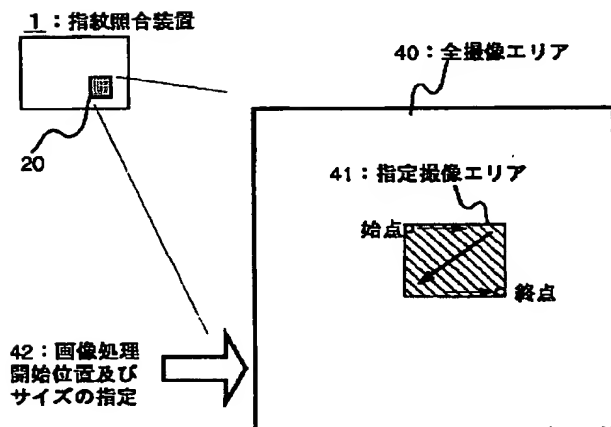 1：指紋照合装置
40：全撮像エリア
20
41：指定撮像エリア
始点
終点
42：画像処理
開始位置及び
サイズの指定